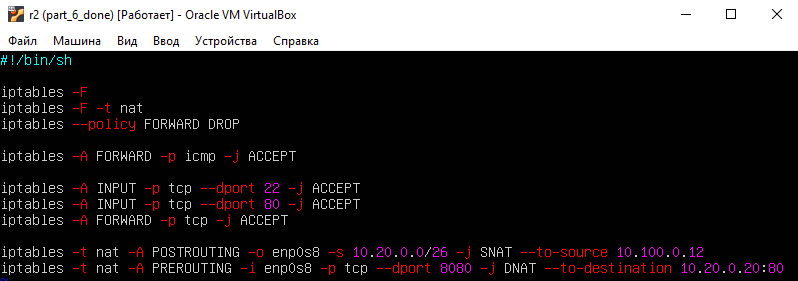 r2 (part_6_done) [Работает] - Oracle VM VirtualBox
Файл Машина Вид Ввод Устройства Справка
#!/bin/sh
iptables -F
iptables -F -t nat
iptables --policy FORWARD DROP
iptables -A FORWARD -p icmp -j ACCEPT
iptables -A INPUT -p tcp --dport 22 -j ACCEPT
iptables -A INPUT -p tcp --dport 80 -j ACCEPT
iptables -A FORWARD -p tcp -j ACCEPT
iptables -t nat -A POSTROUTING -o enp0s8 -s 10.20.0.0/26 -j SNAT --to-source 10.100.0.12
iptables -t nat -A PREROUTING -i enp0s8 -p tcp --dport 8080 -j DNAT --to-destination 10.20.0.20:80